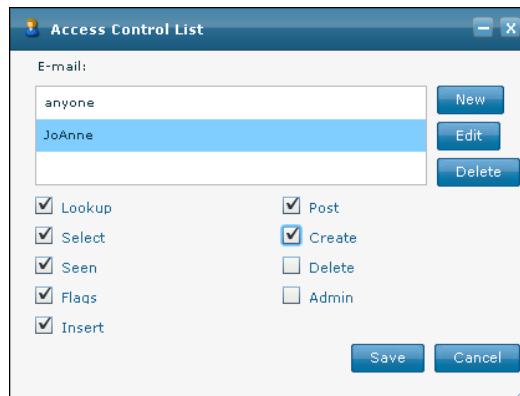 Access Control List
E-mail:
anyone
New
JoAnne
Edit
Delete
Lookup
Post
Select
Create
Seen
Delete
Flags
Admin
Insert
Save
Cancel